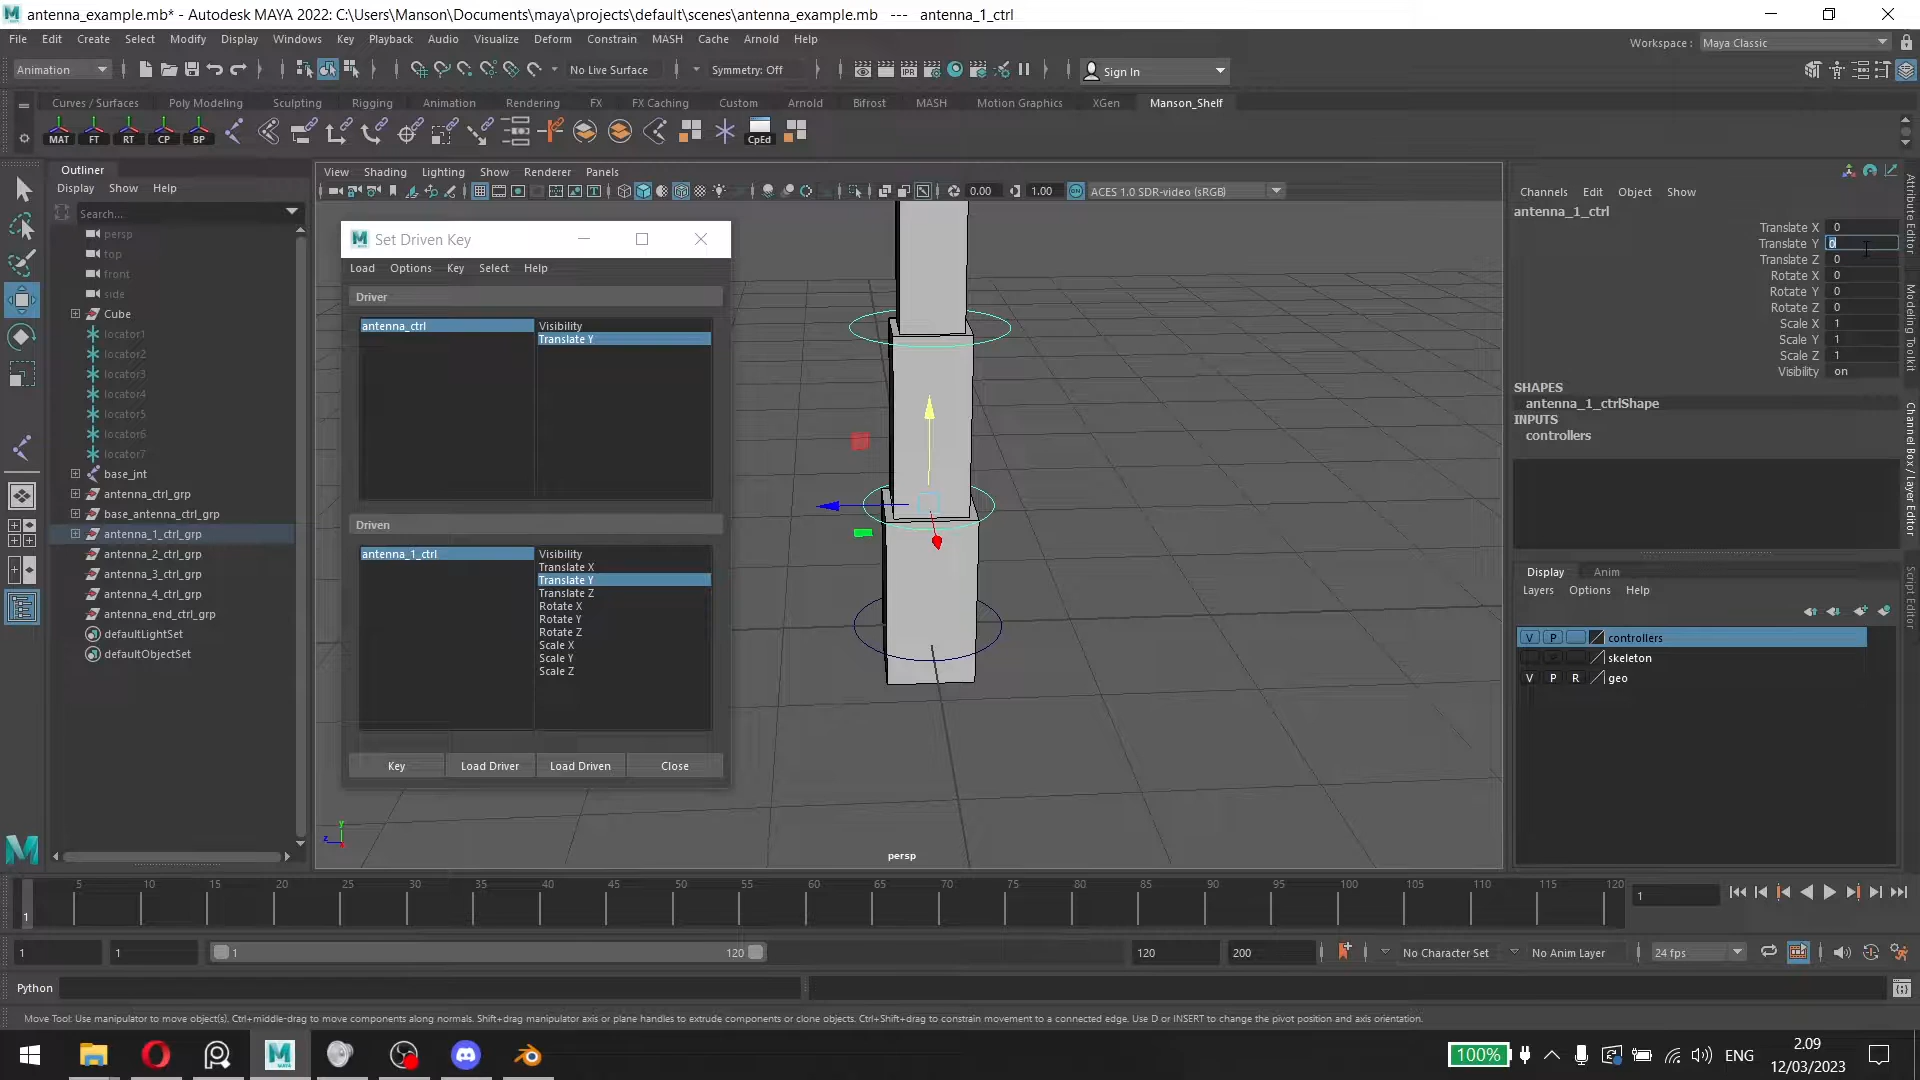 antenna_example.mb* - Autodesk MAYA 2022: C:\Users\Manson\Documents\maya\projects\default\scenes\antenna_example.mb --- antenna_1_ctrl
File Edit Create Select Modify Display Windows Key Playback Audio Visualize Deform Constrain MASH Cache Arnold Help
Workspace : Maya Classic
Animation No Live Surface Symmetry: Off Sign In
Curves / Surfaces Poly Modeling Sculpting Rigging Animation Rendering FX FX Caching Custom Arnold Bifrost MASH Motion Graphics XGen Manson_Shelf
MAT FT RT CP BP CpEd
Outliner
Display Show Help
Search...
persp
top
front
side
Cube
locator1
locator2
locator3
locator4
locator5
locator6
locator7
base_jnt
antenna_ctrl_grp
base_antenna_ctrl_grp
antenna_1_ctrl_grp
antenna_2_ctrl_grp
antenna_3_ctrl_grp
antenna_4_ctrl_grp
antenna_end_ctrl_grp
defaultLightSet
defaultObjectSet
View Shading Lighting Show Renderer Panels
0.00 1.00 ACES 1.0 SDR-video (sRGB)
Set Driven Key
Load Options Key Select Help
Driver
antenna_ctrl
Visibility
Translate Y
Driven
antenna_1_ctrl
Visibility
Translate X
Translate Y
Translate Z
Rotate X
Rotate Y
Rotate Z
Scale X
Scale Y
Scale Z
Key Load Driver Load Driven Close
persp
y
z
Channels Edit Object Show
antenna_1_ctrl
Translate X 0
Translate Y 0
Translate Z 0
Rotate X 0
Rotate Y 0
Rotate Z 0
Scale X 1
Scale Y 1
Scale Z 1
Visibility on
SHAPES
antenna_1_ctrlShape
INPUTS
controllers
Display Anim
Layers Options Help
V P controllers
skeleton
V P R geo
Attribute Editor
Modeling Toolkit
Channel Box / Layer Editor
Script Editor
5 10 15 20 25 30 35 40 45 50 55 60 65 70 75 80 85 90 95 100 105 110 115 120
1
1
1 1 1 120 120 200 No Character Set No Anim Layer 24 fps
Python
Move Tool: Use manipulator to move object(s). Ctrl+middle-drag to move components along normals. Shift+drag manipulator axis or plane handles to extrude components or clone objects. Ctrl+Shift+drag to constrain movement to a connected edge. Use D or INSERT to change the pivot position and axis orientation.
100% ENG
2.09
12/03/2023